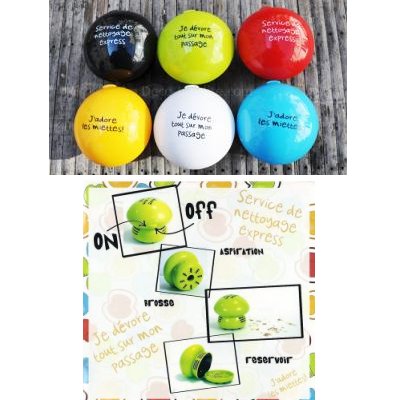 Service de
nettoyage
express
Je dévore
tout sur mon
passage
Service de
nettoyage
express
J'adore
les miettes!
Je dévore
tout sur mon
passage
J'adore
les miettes!
ON
OFF
Service de
nettoyage
express
ASPIRATION
BROSSE
Je dévore
tout sur mon
passage
reservoir
J'adore
les miettes!